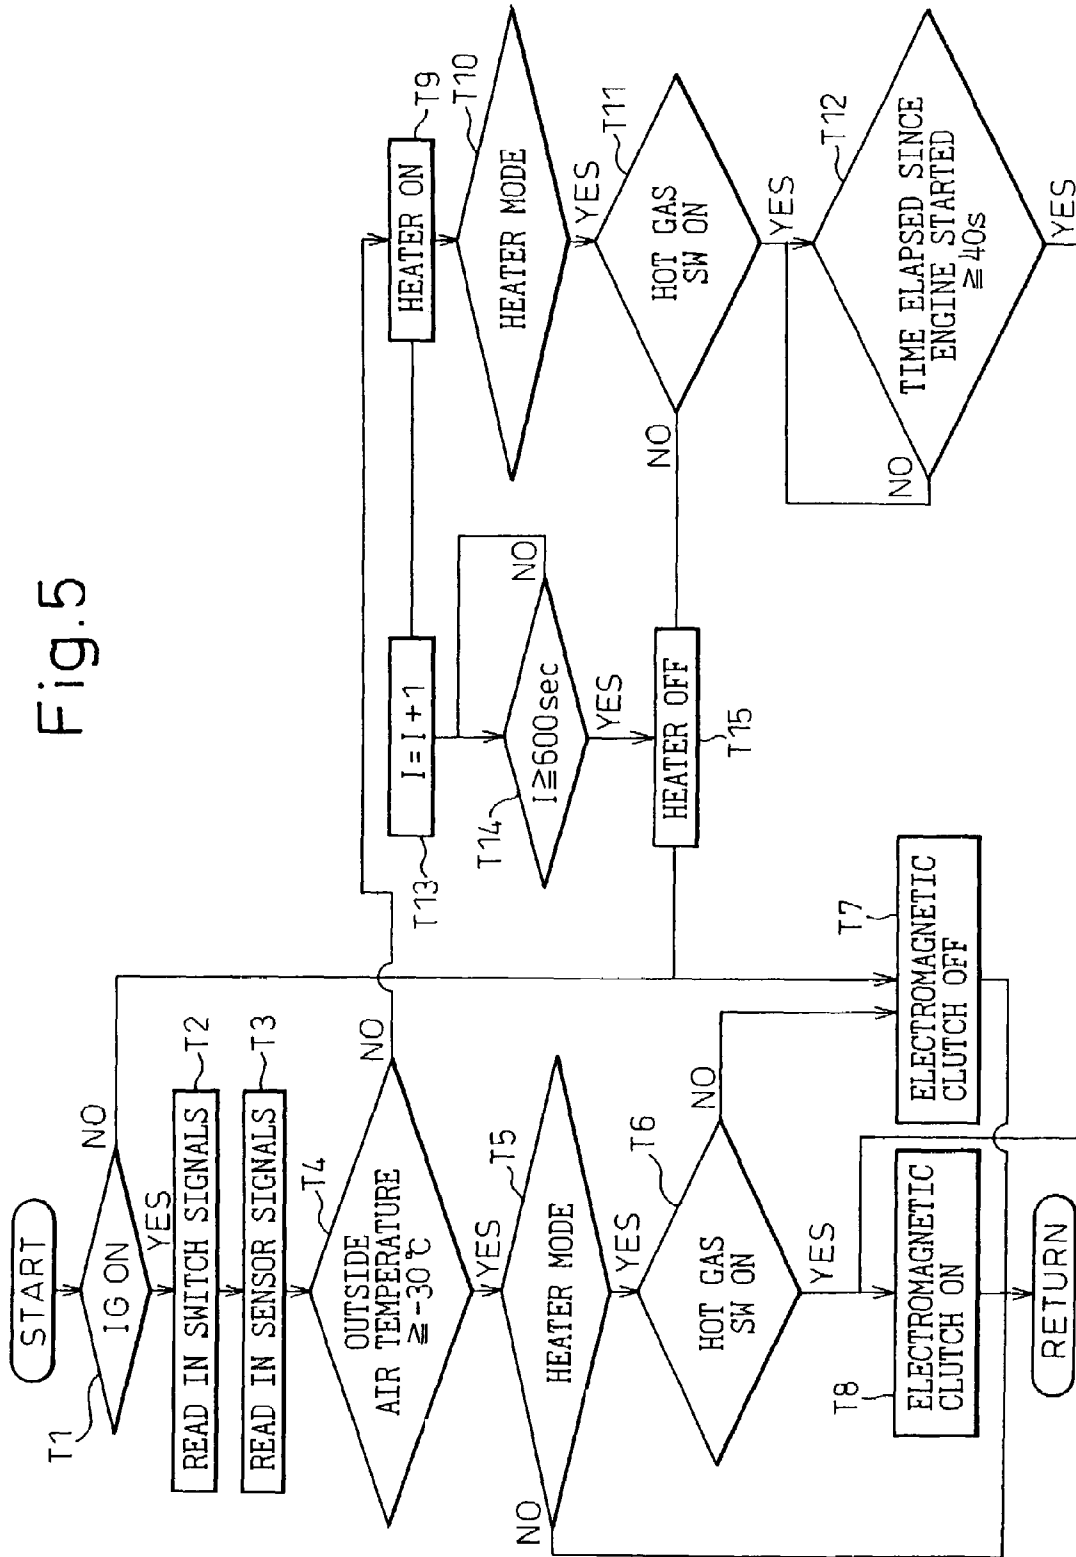 Fig.5
START
IG ON
T1
NO
YES
READ IN SWITCH SIGNALS
T2
READ IN SENSOR SIGNALS
T3
OUTSIDE
AIR TEMPERATURE
≧-30℃
T4
NO
YES
HEATER MODE
T5
NO
YES
HOT GAS
SW ON
T6
NO
YES
ELECTROMAGNETIC
CLUTCH OFF
T7
ELECTROMAGNETIC
CLUTCH ON
T8
RETURN
HEATER ON
T9
HEATER MODE
T10
YES
HOT GAS
SW ON
T11
NO
YES
TIME ELAPSED SINCE
ENGINE STARTED
≧40s
T12
NO
YES
I=I+1
T13
I≧600sec
T14
NO
YES
HEATER OFF
T15